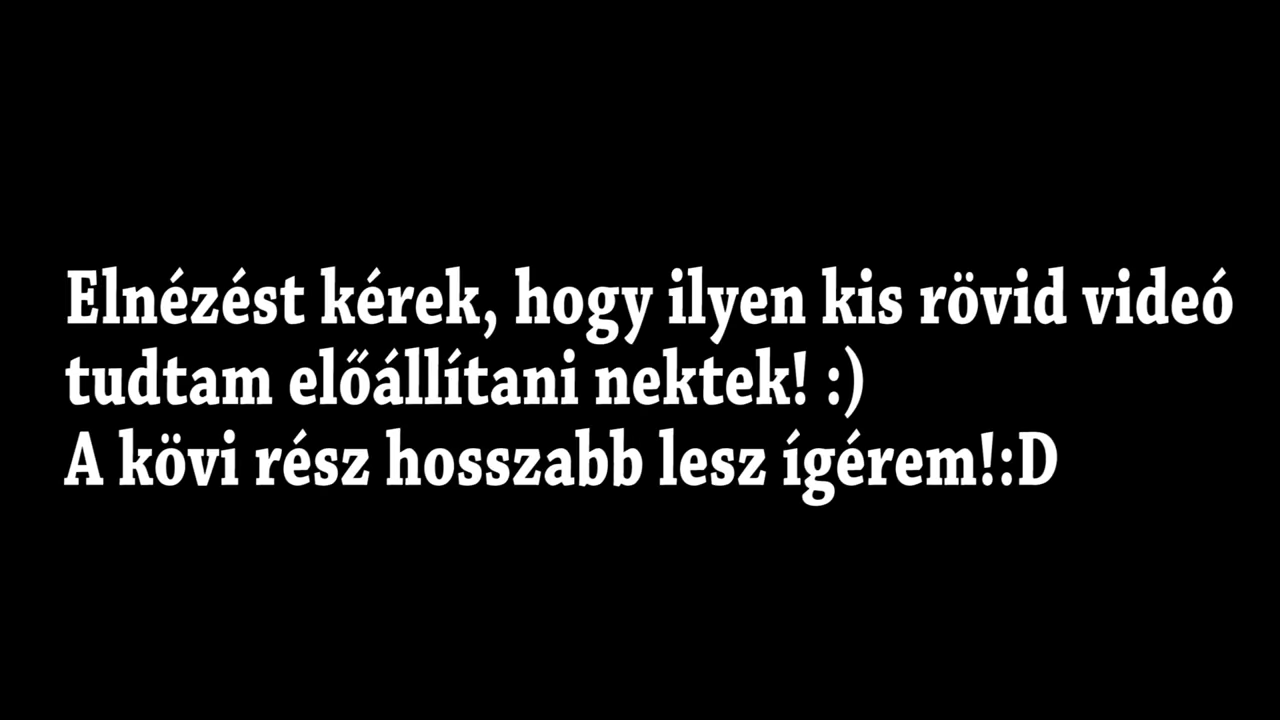 Elnézést kérek, hogy ilyen kis rövid videó
tudtam előállítani nektek! :)
A kövi rész hosszabb lesz ígérem!:D